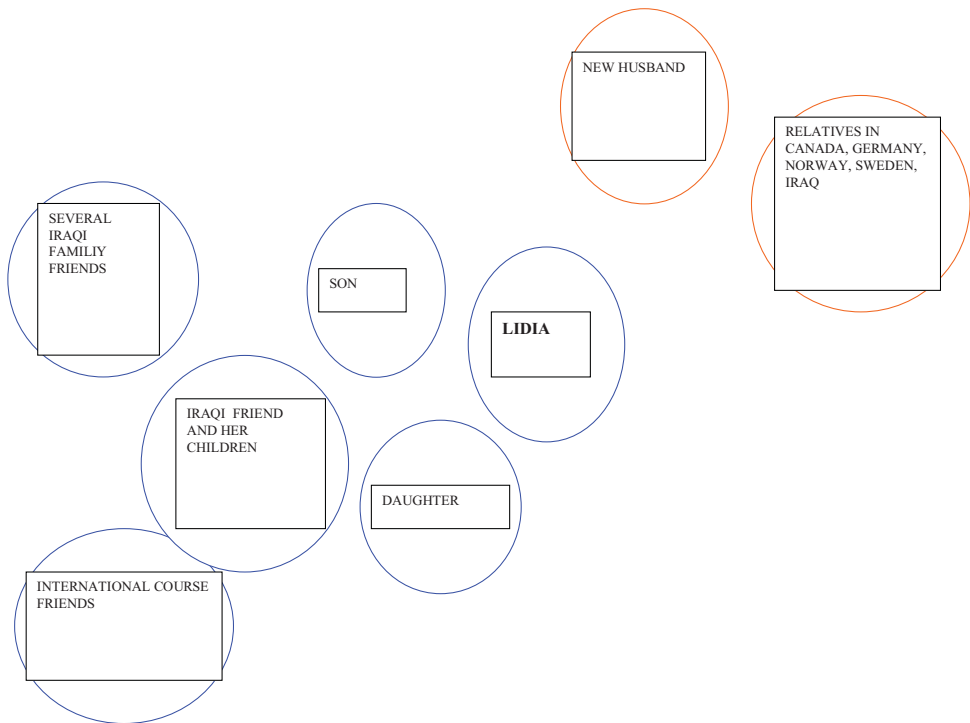 NEW HUSBAND
RELATIVES IN
CANADA, GERMANY,
NORWAY, SWEDEN,
IRAQ
SEVERAL
IRAQI
FAMILIY
FRIENDS
SON
LIDIA
IRAQI FRIEND
AND HER
CHILDREN
DAUGHTER
INTERNATIONAL COURSE
FRIENDS